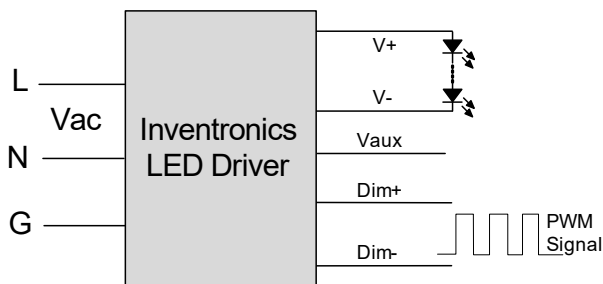 L
Vac
N
G
Inventronics
LED Driver
V+
V-
Vaux
Dim+
Dim-
PWM
Signal